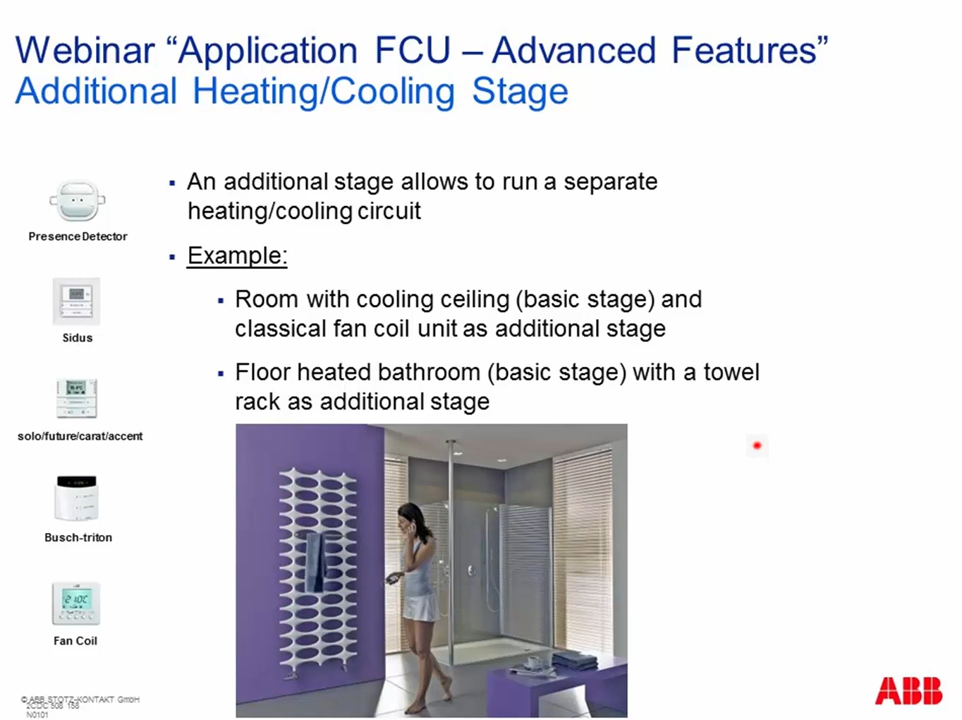 Webinar “Application FCU – Advanced Features”
Additional Heating/Cooling Stage
An additional stage allows to run a separate
heating/cooling circuit
Example:
Room with cooling ceiling (basic stage) and
classical fan coil unit as additional stage
Floor heated bathroom (basic stage) with a towel
rack as additional stage
Presence Detector
Sidus
solo/future/carat/accent
Busch-triton
Fan Coil
© ABB STOTZ-KONTAKT GmbH
N0101
ABB